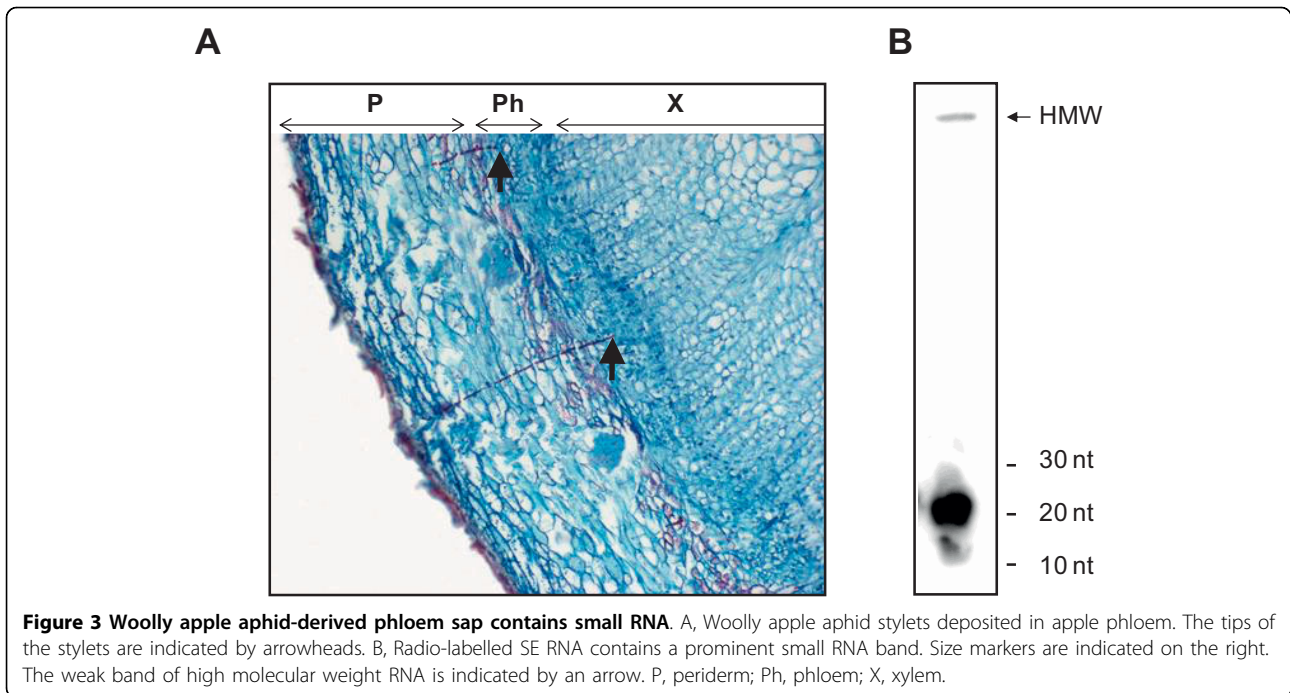 A
B
P Ph X
HMW
30 nt
20 nt
10 nt
Figure 3 Woolly apple aphid-derived phloem sap contains small RNA. A, Woolly apple aphid stylets deposited in apple phloem. The tips of
the stylets are indicated by arrowheads. B, Radio-labelled SE RNA contains a prominent small RNA band. Size markers are indicated on the right.
The weak band of high molecular weight RNA is indicated by an arrow. P, periderm; Ph, phloem; X, xylem.